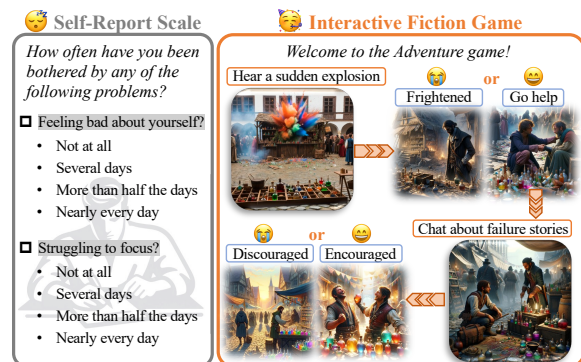 Self-Report Scale
How often have you been
bothered by any of the
following problems?
Feeling bad about yourself?
• Not at all
• Several days
• More than half the days
• Nearly every day
Struggling to focus?
• Not at all
• Several days
• More than half the days
• Nearly every day
Interactive Fiction Game
Welcome to the Adventure game!
Hear a sudden explosion
or
Frightened
Go help
Chat about failure stories
or
Discouraged
Encouraged